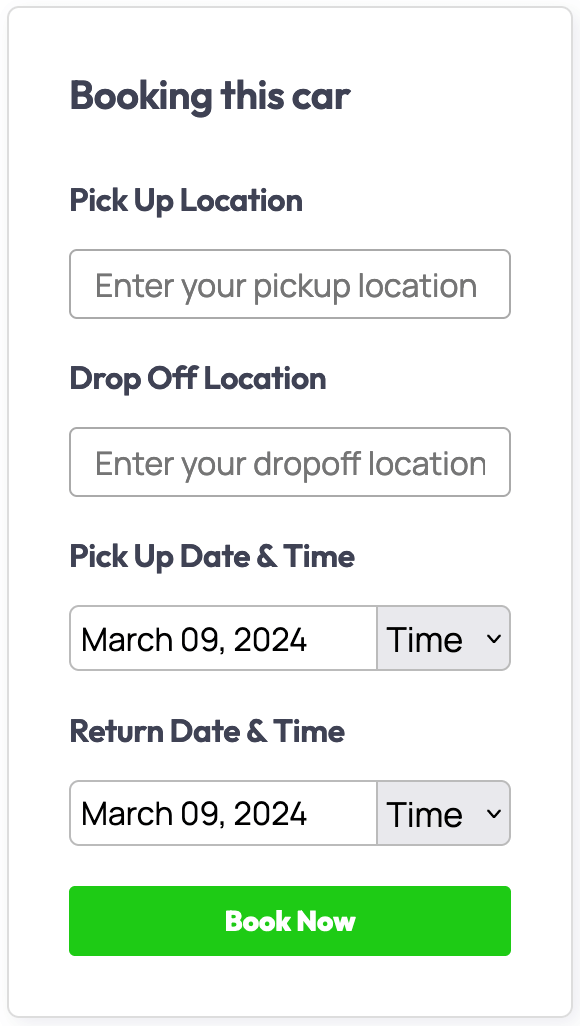 Booking this car
Pick Up Location
Enter your pickup location
Drop Off Location
Enter your dropoff location
Pick Up Date & Time
March 09, 2024 Time
Return Date & Time
March 09, 2024 Time
Book Now